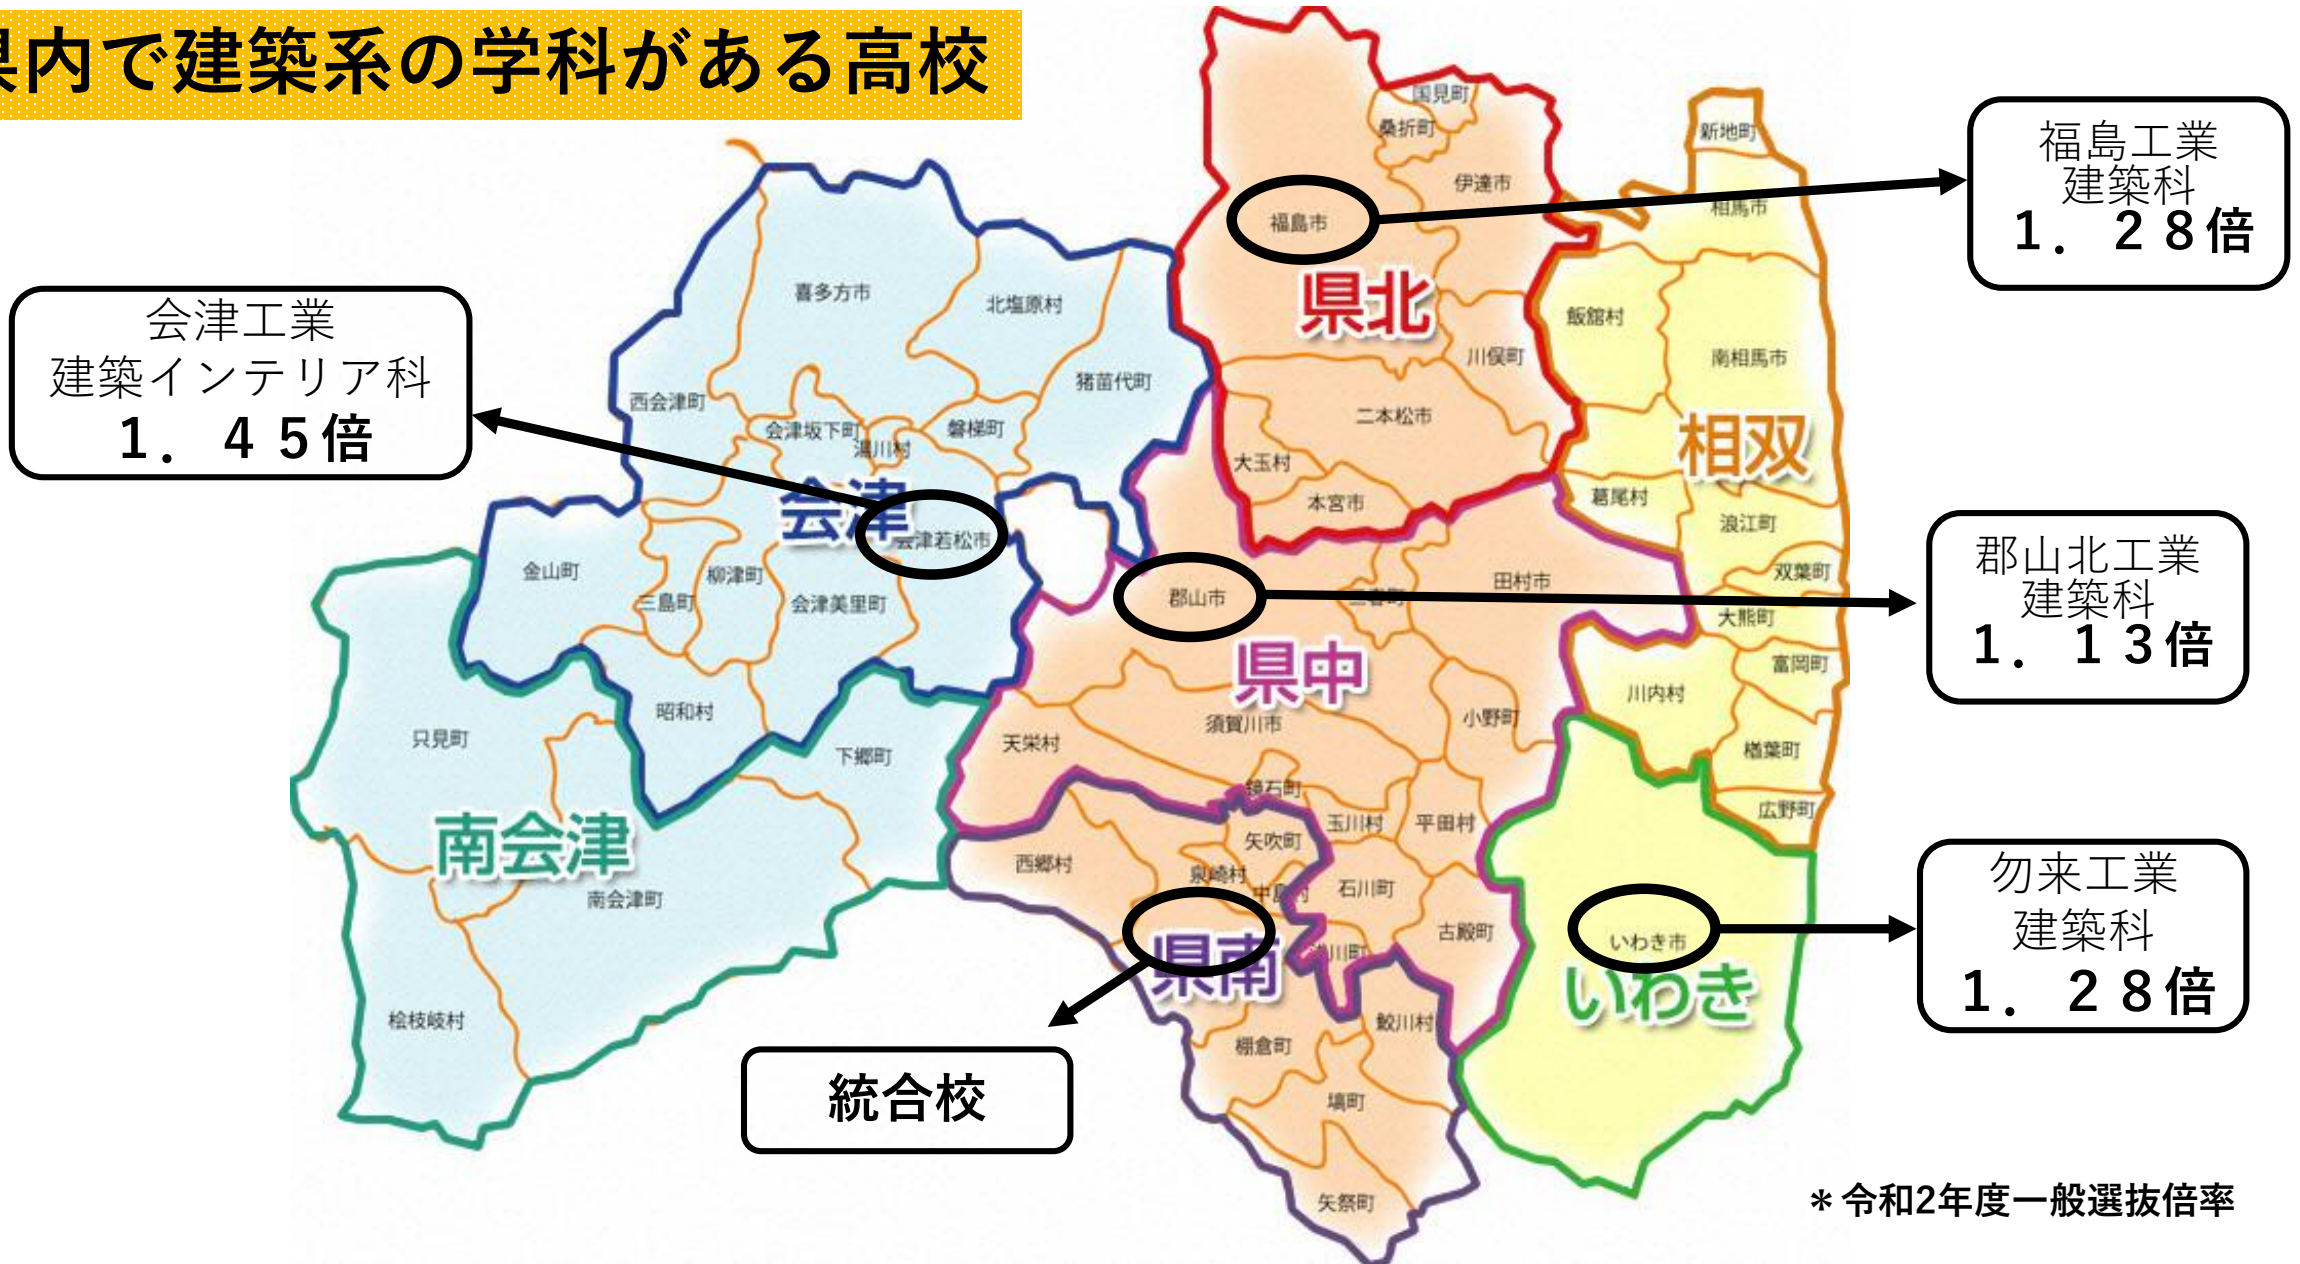 県内で建築系の学科がある高校
福島工業
建築科
1．28倍
会津工業
建築インテリア科
1．45倍
郡山北工業
建築科
1．13倍
勿来工業
建築科
1．28倍
統合校
＊令和2年度一般選抜倍率
県北
国見町
桑折町
伊達市
福島市
川俣町
二本松市
大玉村
本宮市
相双
新地町
相馬市
飯舘村
南相馬市
葛尾村
浪江町
双葉町
大熊町
富岡町
川内村
楢葉町
広野町
会津
喜多方市
北塩原村
猪苗代町
西会津町
会津坂下町
湯川村
磐梯町
会津若松市
金山町
柳津町
三島町
会津美里町
昭和村
県中
郡山市
三春町
田村市
須賀川市
小野町
天栄村
鏡石町
玉川村
平田村
石川町
古殿町
川町
南会津
只見町
下郷町
南会津町
桧枝岐村
県南
西郷村
矢吹町
泉崎村
中島村
棚倉町
鮫川村
塙町
矢祭町
いわき
いわき市